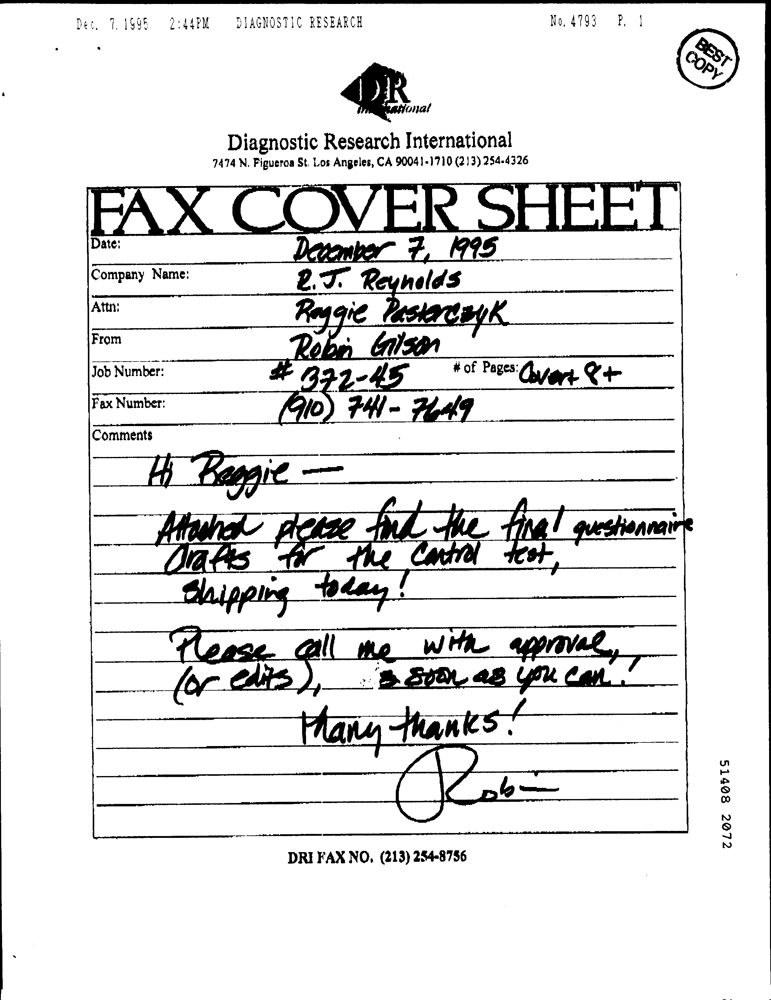 Dec. 7. 1995 2:44PM DIAGNOSTIC RESEARCH No. 4793 P. 1
BEST
COPY
DR
International
Diagnostic Research International
7474 N. Figueroa St. Los Angeles, CA 90041-1710 (213) 254-4326
FAX COVER SHEET
Date: December 7, 1995
Company Name: R.J. Reynolds
Attn: Reggie Pasterczyk
From Robin Gilson
Job Number: # 372-45 # of Pages: Cover+ 8+
Fax Number: (910) 741-7649
Comments
Hi Reggie —
Attached please find the final questionnaire
drafts for the Control test,
Shipping today!
Please call me with approval,
(or edits), as soon as you can!
Many thanks!
Robin
51408 2072
DRI FAX NO. (213) 254-8756